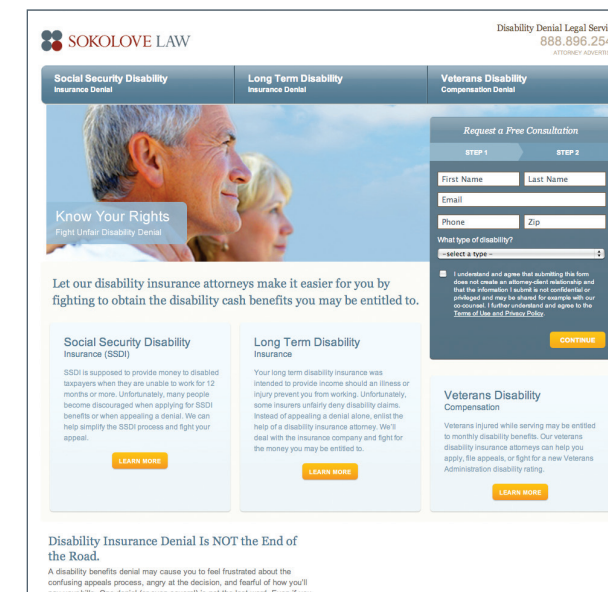 SOKOLOVE LAW
Disability Denial Legal
888.896.
ATTORNEY
Social Security Disability
Insurance Denial
Long Term Disability
Insurance Denial
Veterans Disability
Compensation Denial
Know Your Rights
Fight Unfair Disability Denial
Request a Free Consultation
STEP 1
STEP 2
First Name
Last Name
Email
Phone
Zip
What type of disability?
-select a type -
I understand and agree that submitting this form
does not create an attorney-client relationship and
that the information I submit is not confidential or
privileged and may be shared for example with our
co-counsel. I further understand and agree to the
Terms of Use and Privacy Policy.
CONTINUE
Let our disability insurance attorneys make it easier for you by
fighting to obtain the disability cash benefits you may be entitled to.
Social Security Disability
Insurance (SSDI)
SSDI is supposed to provide money to disabled
taxpayers when they are unable to work for 12
months or more. Unfortunately, many people
become discouraged when applying for SSDI
benefits or when appealing a denial. We can
help simplify the SSDI process and fight your
appeal.
LEARN MORE
Long Term Disability
Insurance
Your long term disability insurance was
intended to provide income should an illness or
injury prevent you from working. Unfortunately,
some insurers unfairly deny disability claims.
Instead of appealing a denial alone, enlist the
help of a disability insurance attorney. We'll
deal with the insurance company and fight for
the money you may be entitled to.
LEARN MORE
Veterans Disability
Compensation
Veterans injured while serving may be entitled
to monthly disability benefits. Our veterans
disability insurance attorneys can help you
apply, file appeals, or fight for a new Veterans
Administration disability rating.
LEARN MORE
Disability Insurance Denial Is NOT the End of
the Road.
A disability benefits denial may cause you to feel frustrated about the
confusing appeals process, angry at the decision, and fearful of how you'll